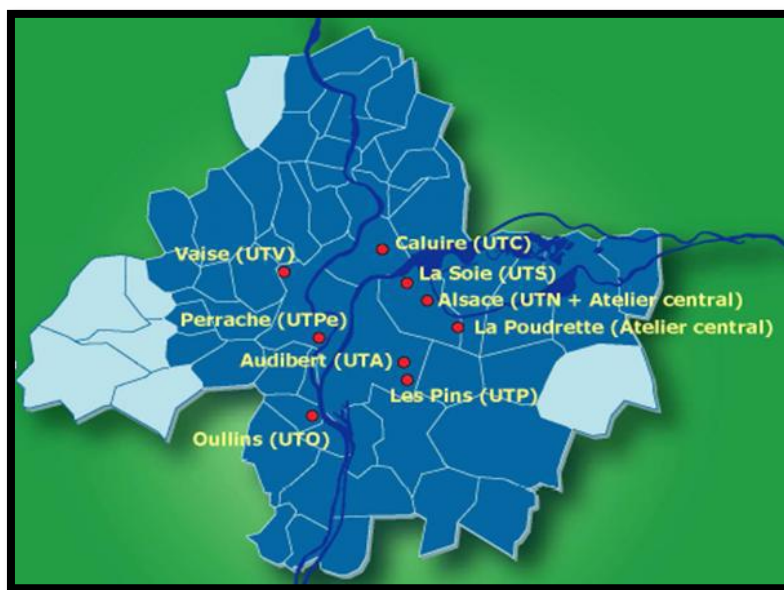 Caluire (UTC)
Vaise (UTV)
La Soie (UTS)
Alsace (UTN + Atelier central)
Perrache (UTPe)
La Poudrette (Atelier central)
Audibert (UTA)
Les Pins (UTP)
Oullins (UTO)